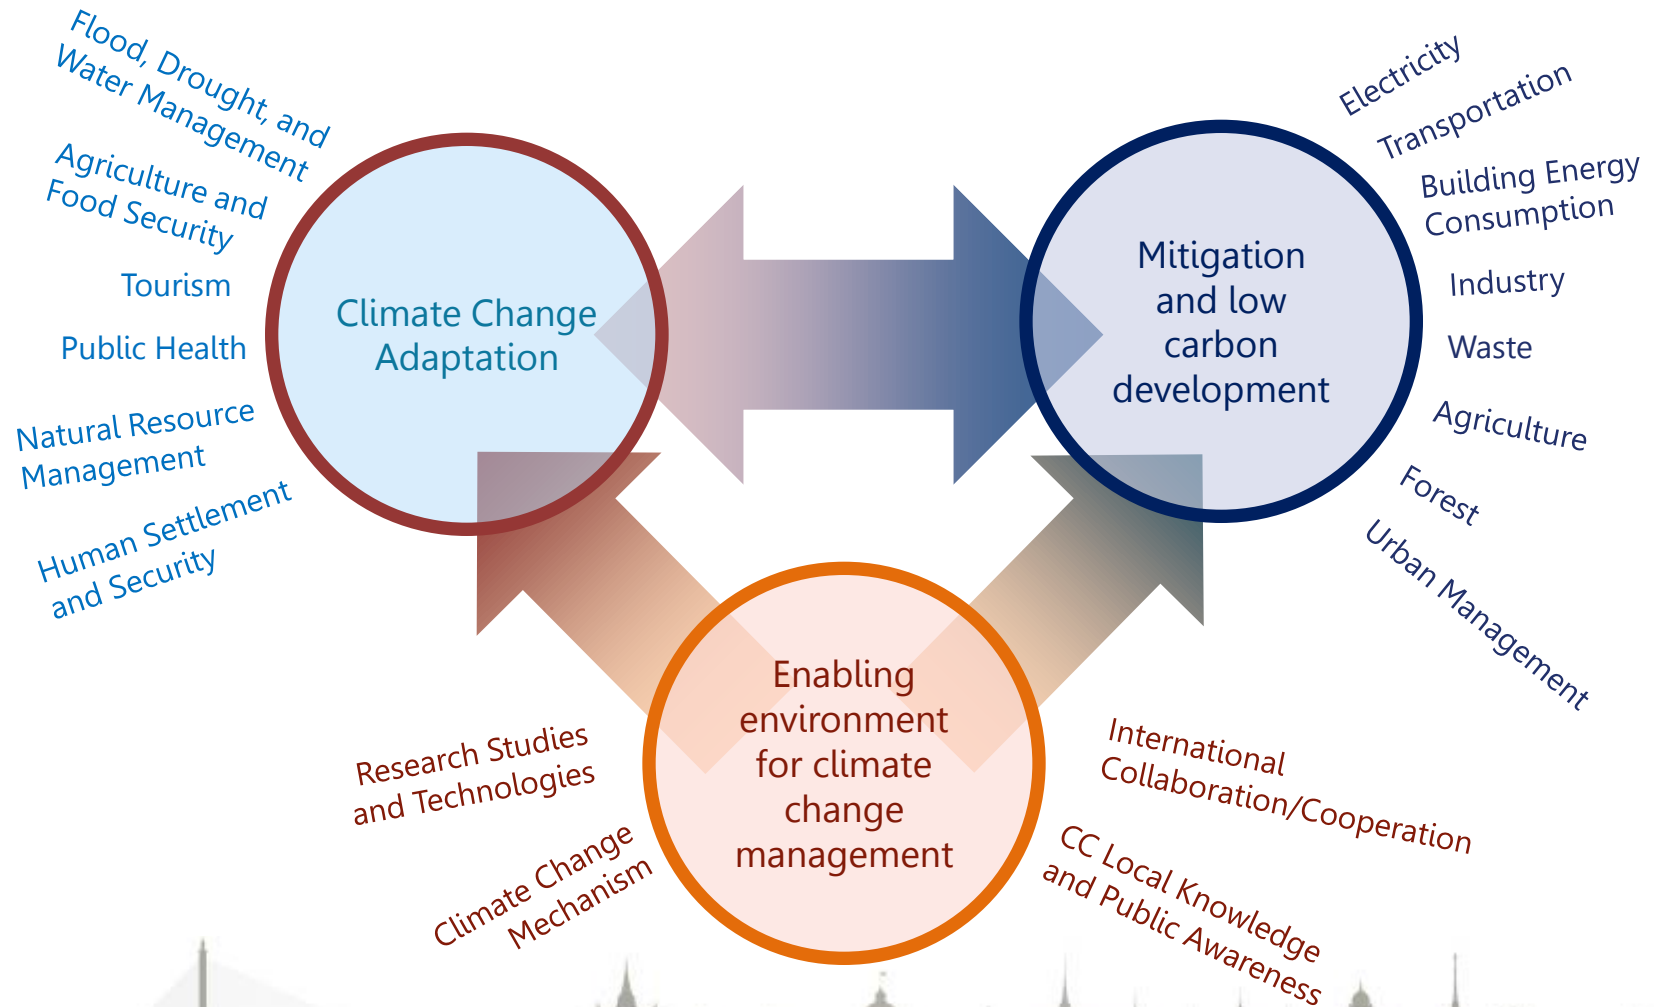 Flood, Drought, and
Water Management
Agriculture and
Food Security
Tourism
Public Health
Natural Resource
Management
Human Settlement
and Security
Climate Change
Adaptation
Mitigation
and low
carbon
development
Electricity
Transportation
Building Energy
Consumption
Industry
Waste
Agriculture
Forest
Urban Management
Enabling
environment
for climate
change
management
Research Studies
and Technologies
Climate Change
Mechanism
International
Collaboration/Cooperation
CC Local Knowledge
and Public Awareness